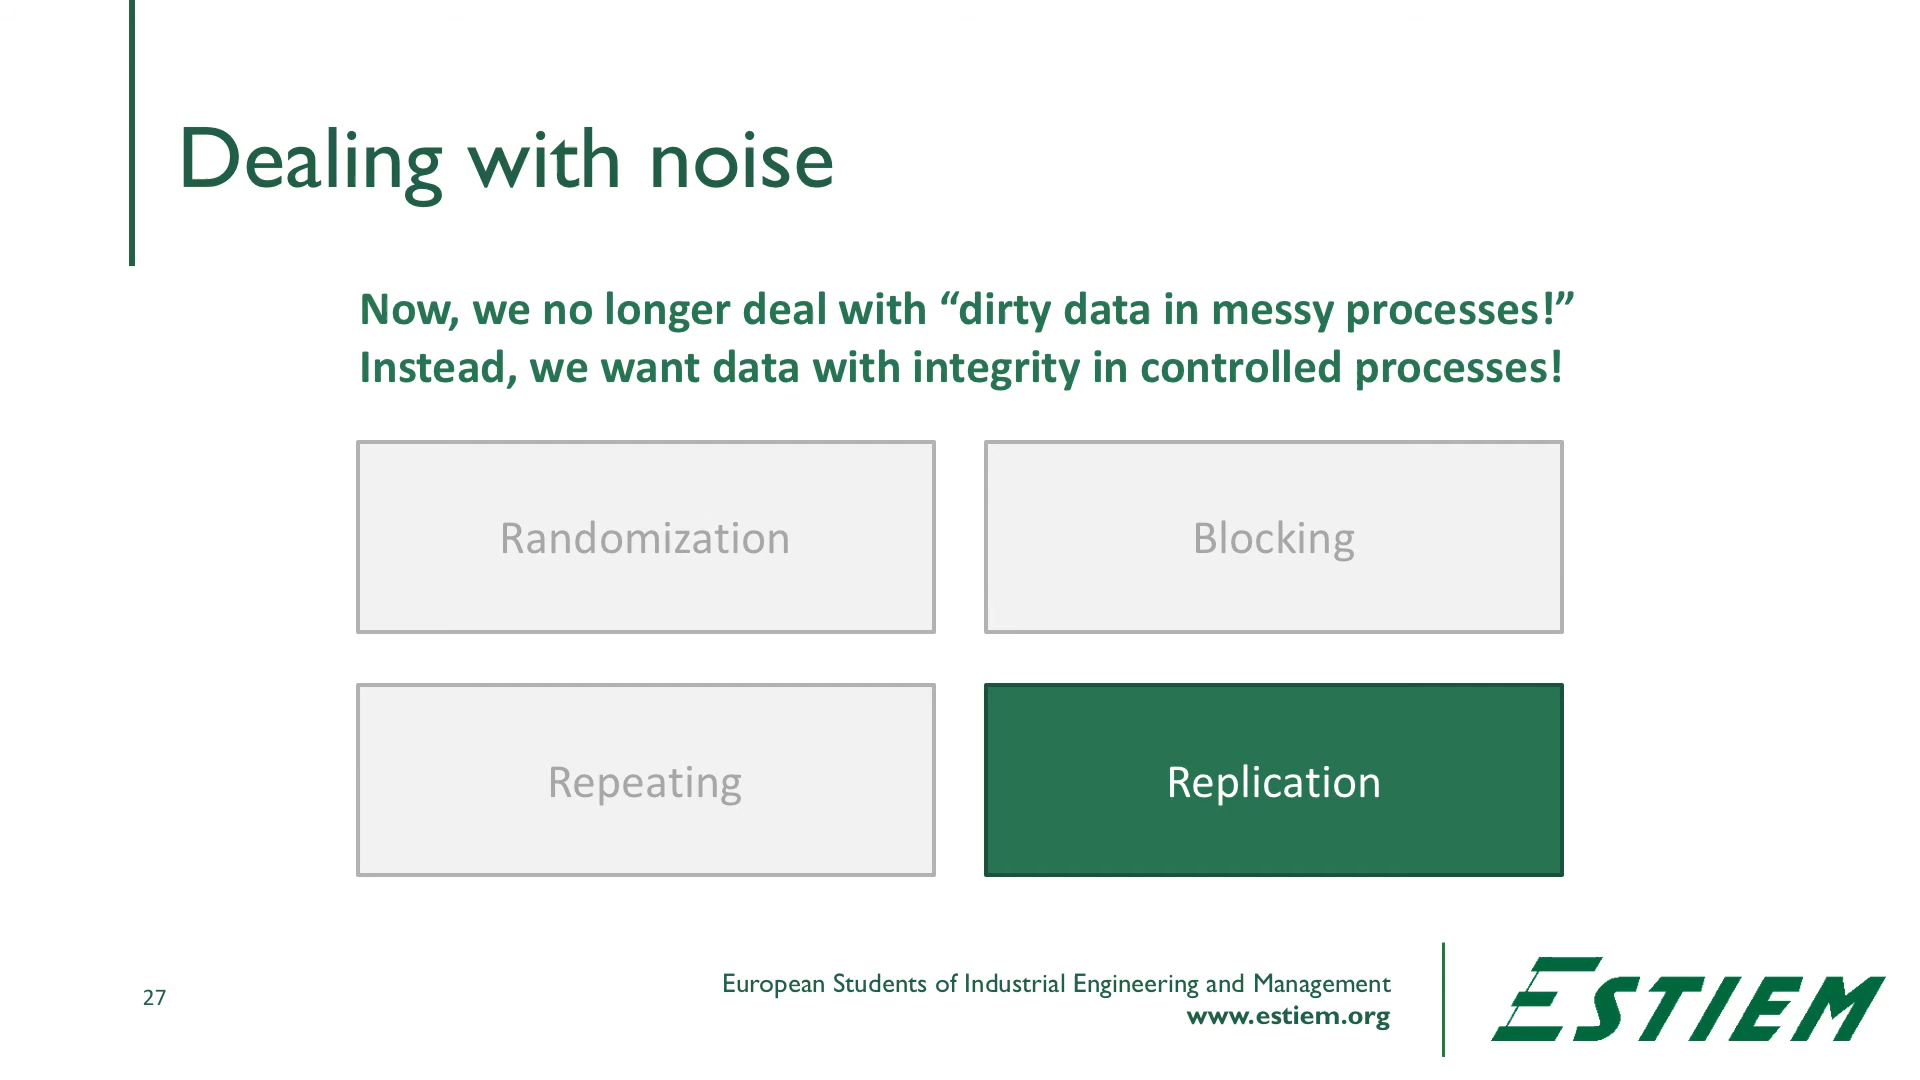 Dealing with noise
Now, we no longer deal with “dirty data in messy processes!”
Instead, we want data with integrity in controlled processes!
Randomization
Blocking
Repeating
Replication
27
European Students of Industrial Engineering and Management
www.estiem.org
ESTIEM